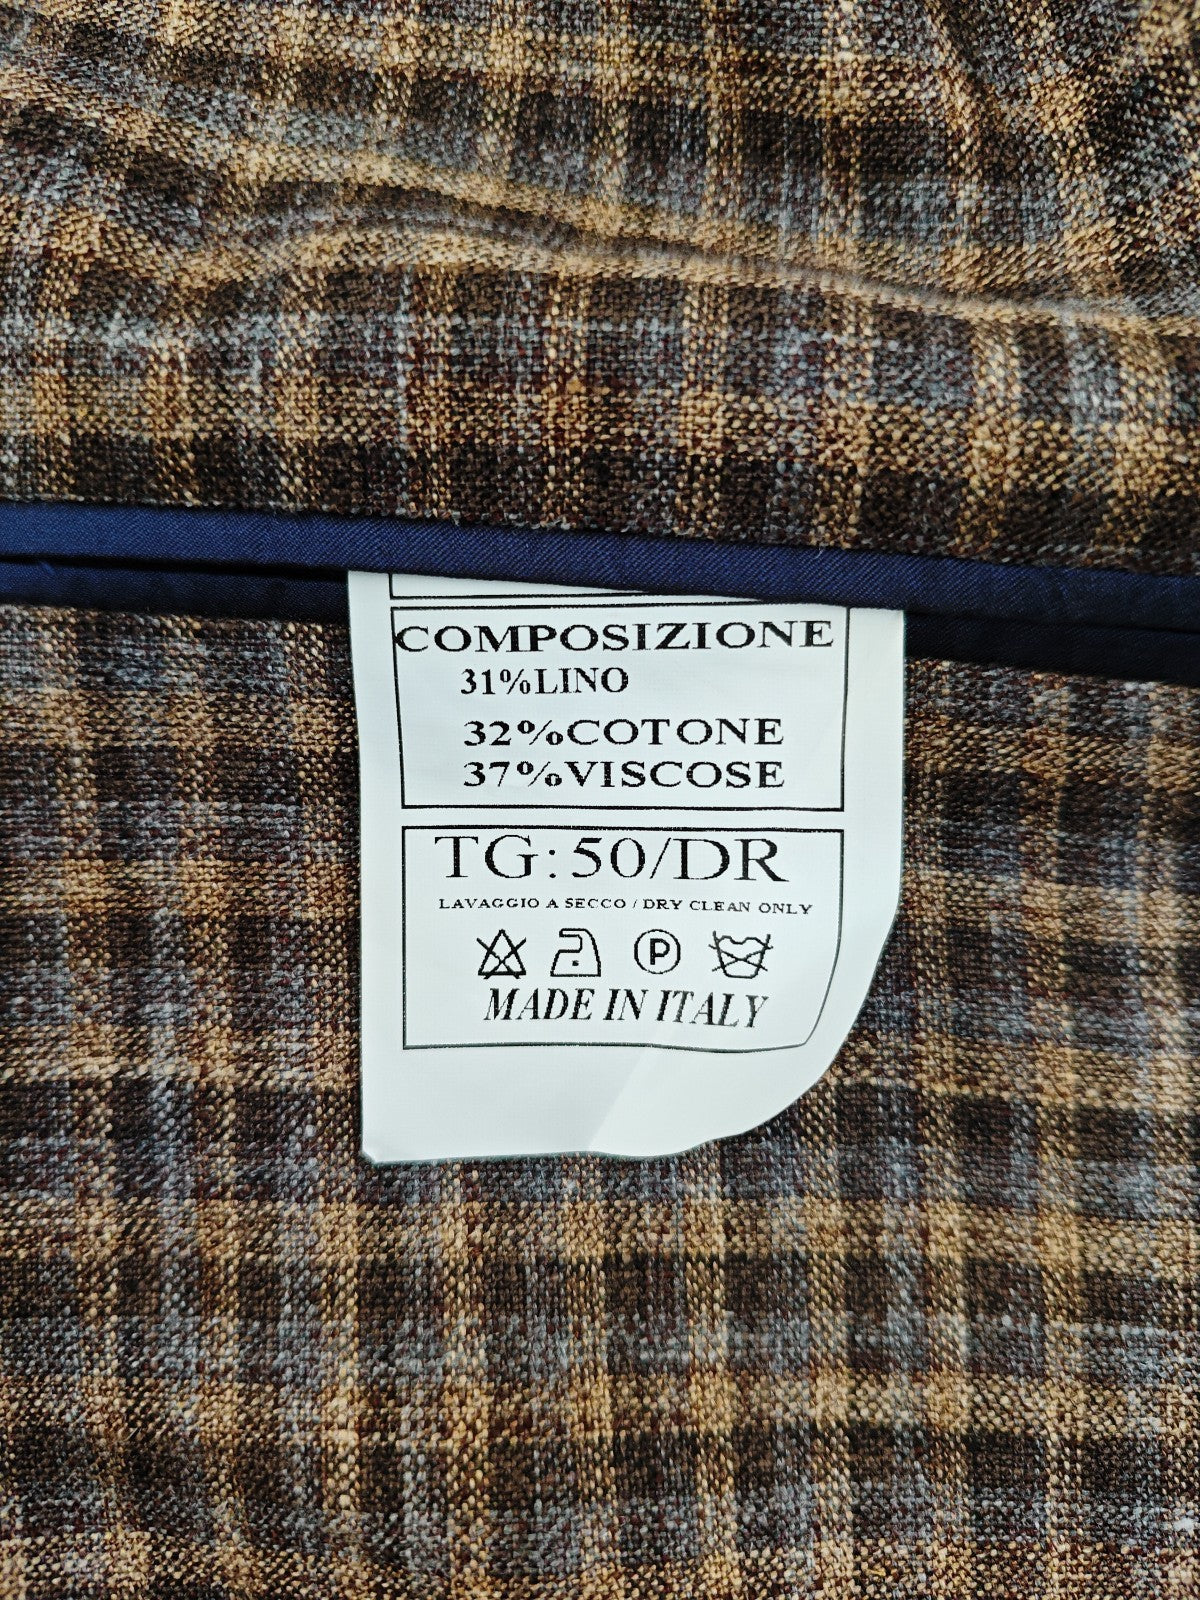 COMPOSIZIONE
31%LINO
32%COTONE
37%VISCOSE
TG:50/DR
LAVAGGIO A SECCO / DRY CLEAN ONLY
P
MADE IN ITALY